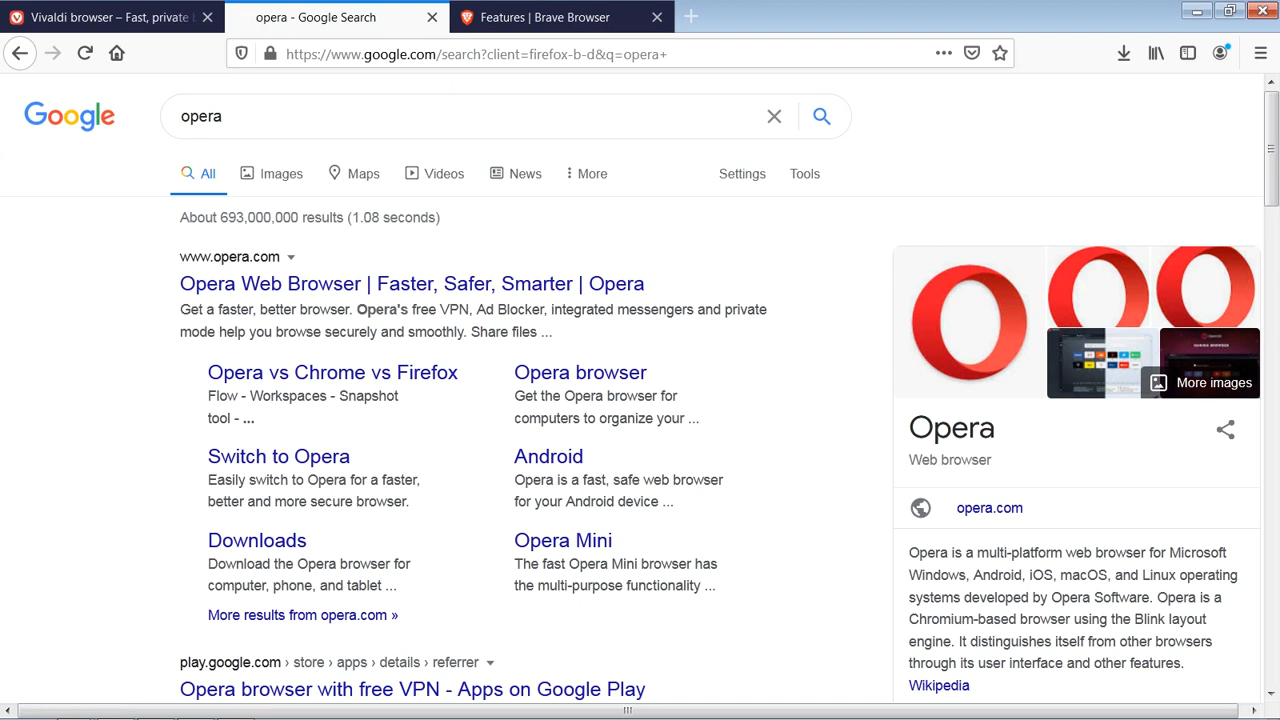 Vivaldi browser – Fast, private
opera - Google Search
Features | Brave Browser
https://www.google.com/search?client=firefox-b-d&q=opera+
Google
opera
All
Images
Maps
Videos
News
More
Settings
Tools
About 693,000,000 results (1.08 seconds)
www.opera.com
Opera Web Browser | Faster, Safer, Smarter | Opera
Get a faster, better browser. Opera's free VPN, Ad Blocker, integrated messengers and private
mode help you browse securely and smoothly. Share files ...
Opera vs Chrome vs Firefox
Flow - Workspaces - Snapshot
tool - ...
Opera browser
Get the Opera browser for
computers to organize your ...
Switch to Opera
Easily switch to Opera for a faster,
better and more secure browser.
Android
Opera is a fast, safe web browser
for your Android device ...
Downloads
Download the Opera browser for
computer, phone, and tablet ...
Opera Mini
The fast Opera Mini browser has
the multi-purpose functionality ...
More results from opera.com »
play.google.com › store › apps › details › referrer
Opera browser with free VPN - Apps on Google Play
More images
Opera
Web browser
opera.com
Opera is a multi-platform web browser for Microsoft
Windows, Android, iOS, macOS, and Linux operating
systems developed by Opera Software. Opera is a
Chromium-based browser using the Blink layout
engine. It distinguishes itself from other browsers
through its user interface and other features.
Wikipedia